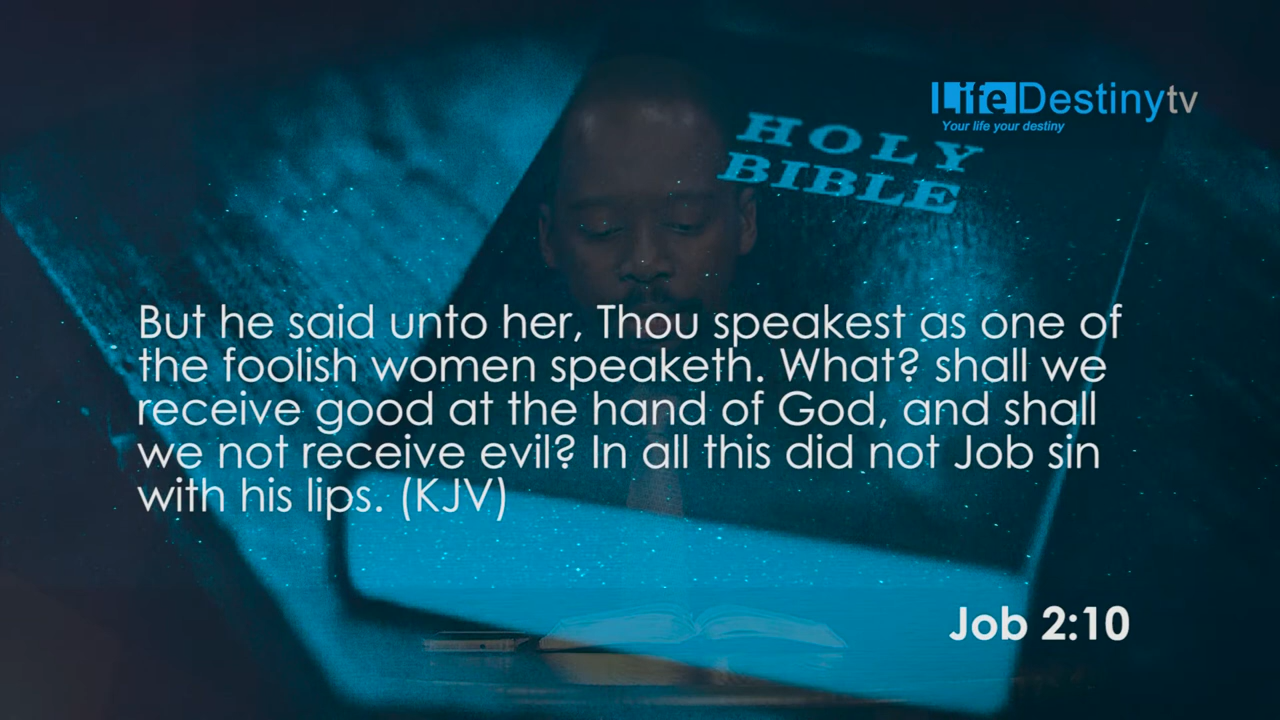 LifeDestinytv
Your life your destiny
HOLY
BIBLE
But he said unto her, Thou speakest as one of
the foolish women speaketh. What? shall we
receive good at the hand of God, and shall
we not receive evil? In all this did not Job sin
with his lips. (KJV)
Job 2:10